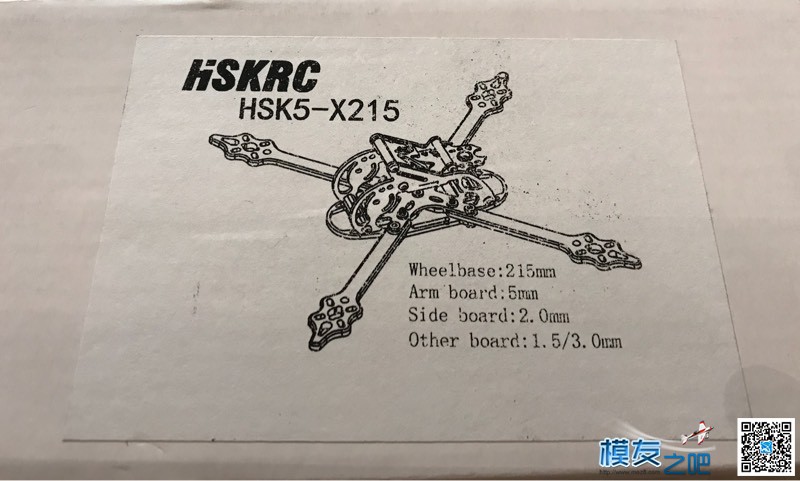 HSKRC
HSK5-X215
Wheelbase:215mm
Arm board:5mm
Side board:2.0mm
Other board:1.5/3.0mm
模友之吧